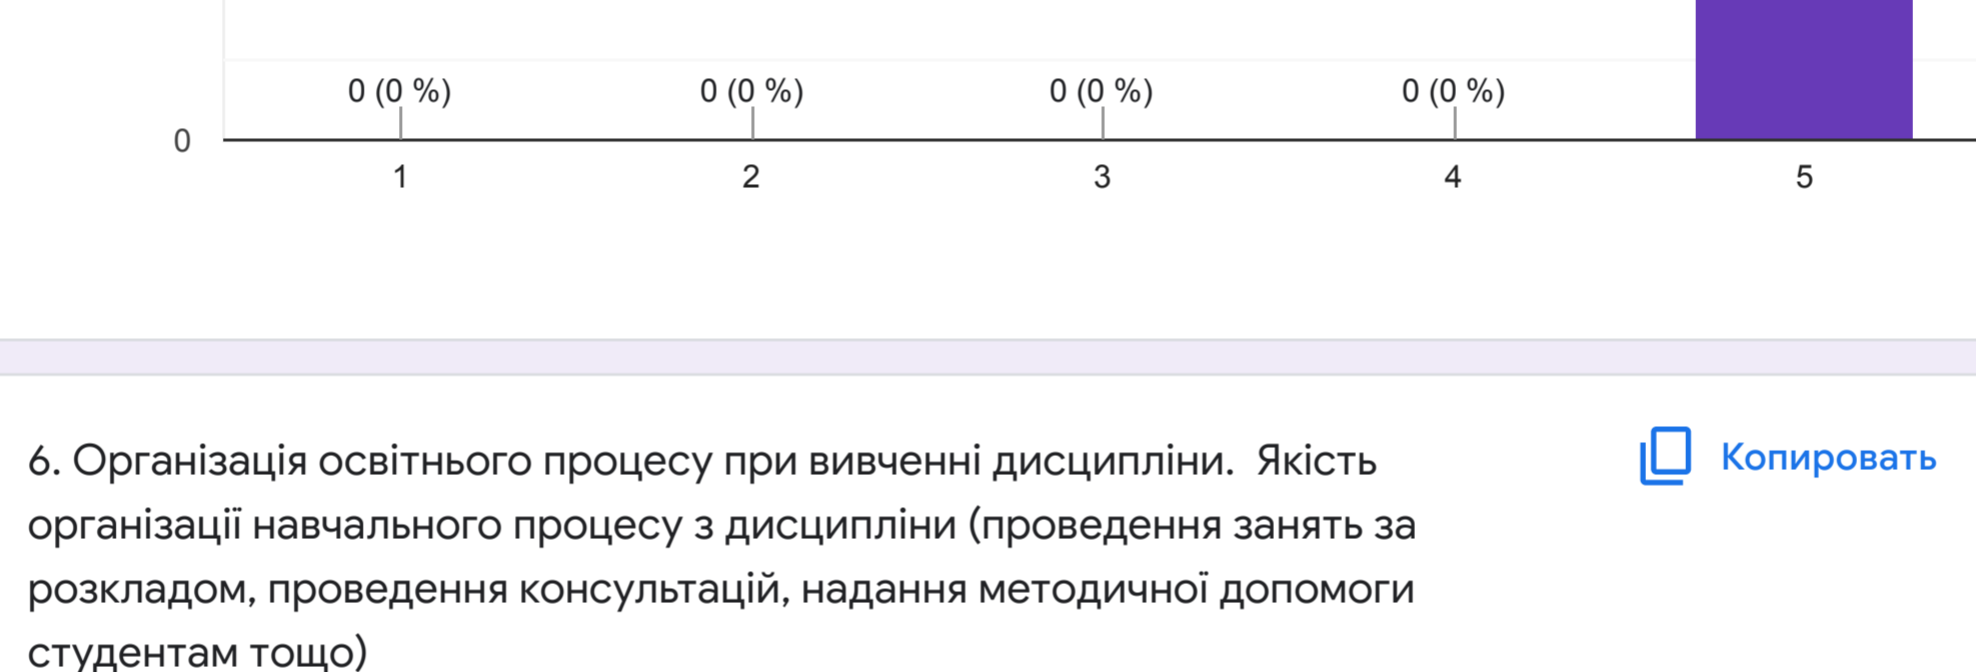 0 (0 %) 0 (0 %) 0 (0 %) 0 (0 %)
0
1 2 3 4 5
6. Організація освітнього процесу при вивченні дисципліни.  Якість
організації навчального процесу з дисципліни (проведення занять за
розкладом, проведення консультацій, надання методичної допомоги
студентам тощо)
Копировать